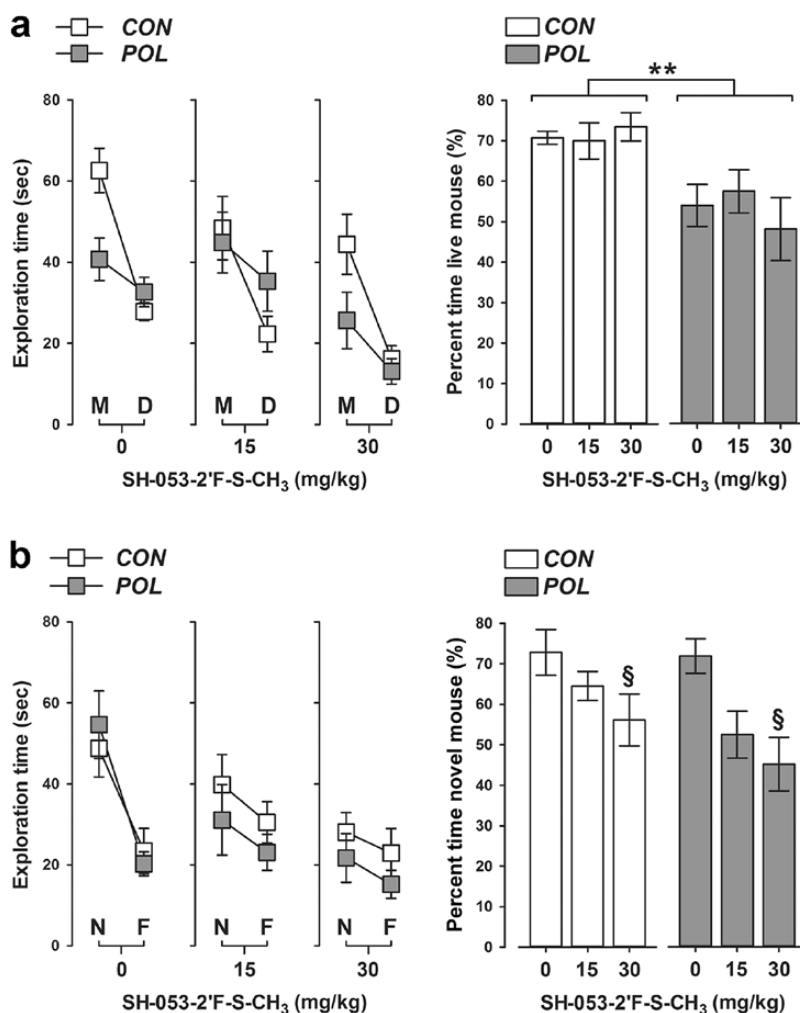 a
CON
POL
CON
POL
**
Exploration time (sec)
80
60
40
20
0
M D M D M D
0 15 30
SH-053-2'F-S-CH₃ (mg/kg)
Percent time live mouse (%)
80
70
60
50
40
30
20
10
0
0 15 30 0 15 30
SH-053-2'F-S-CH₃ (mg/kg)
b
CON
POL
CON
POL
Exploration time (sec)
80
60
40
20
0
N F N F N F
0 15 30
SH-053-2'F-S-CH₃ (mg/kg)
Percent time novel mouse (%)
80
70
60
50
40
30
20
10
0
§ §
0 15 30 0 15 30
SH-053-2'F-S-CH₃ (mg/kg)